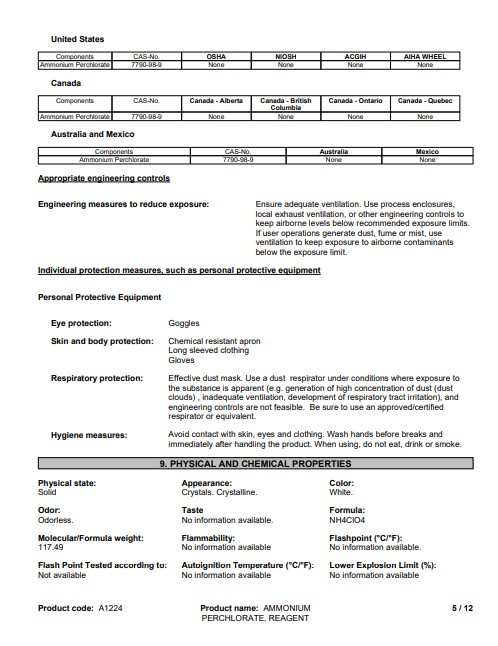 United States
Components CAS-No. OSHA NIOSH ACGIH AIHA WHEEL
Ammonium Perchlorate 7790-98-9 None None None None
Canada
Components CAS-No. Canada - Alberta Canada - British Columbia Canada - Ontario Canada - Quebec
Ammonium Perchlorate 7790-98-9 None None None None
Australia and Mexico
Components CAS-No. Australia Mexico
Ammonium Perchlorate 7790-98-9 None None
Appropriate engineering controls
Engineering measures to reduce exposure: Ensure adequate ventilation. Use process enclosures,
local exhaust ventilation, or other engineering controls to
keep airborne levels below recommended exposure limits.
If user operations generate dust, fume or mist, use
ventilation to keep exposure to airborne contaminants
below the exposure limit.
Individual protection measures, such as personal protective equipment
Personal Protective Equipment
Eye protection: Goggles
Skin and body protection: Chemical resistant apron
Long sleeved clothing
Gloves
Respiratory protection: Effective dust mask. Use a dust respirator under conditions where exposure to
the substance is apparent (e.g. generation of high concentration of dust (dust
clouds) , inadequate ventilation, development of respiratory tract irritation), and
engineering controls are not feasible. Be sure to use an approved/certified
respirator or equivalent.
Hygiene measures: Avoid contact with skin, eyes and clothing. Wash hands before breaks and
immediately after handling the product. When using, do not eat, drink or smoke.
9. PHYSICAL AND CHEMICAL PROPERTIES
Physical state: Appearance: Color:
Solid Crystals. Crystalline. White.
Odor: Taste Formula:
Odorless. No information available. NH4ClO4
Molecular/Formula weight: Flammability: Flashpoint (°C/°F):
117.49 No information available. No information available.
Flash Point Tested according to: Autoignition Temperature (°C/°F): Lower Explosion Limit (%):
Not available No information available. No information available.
Product code: A1224 Product name: AMMONIUM 5 / 12
PERCHLORATE, REAGENT